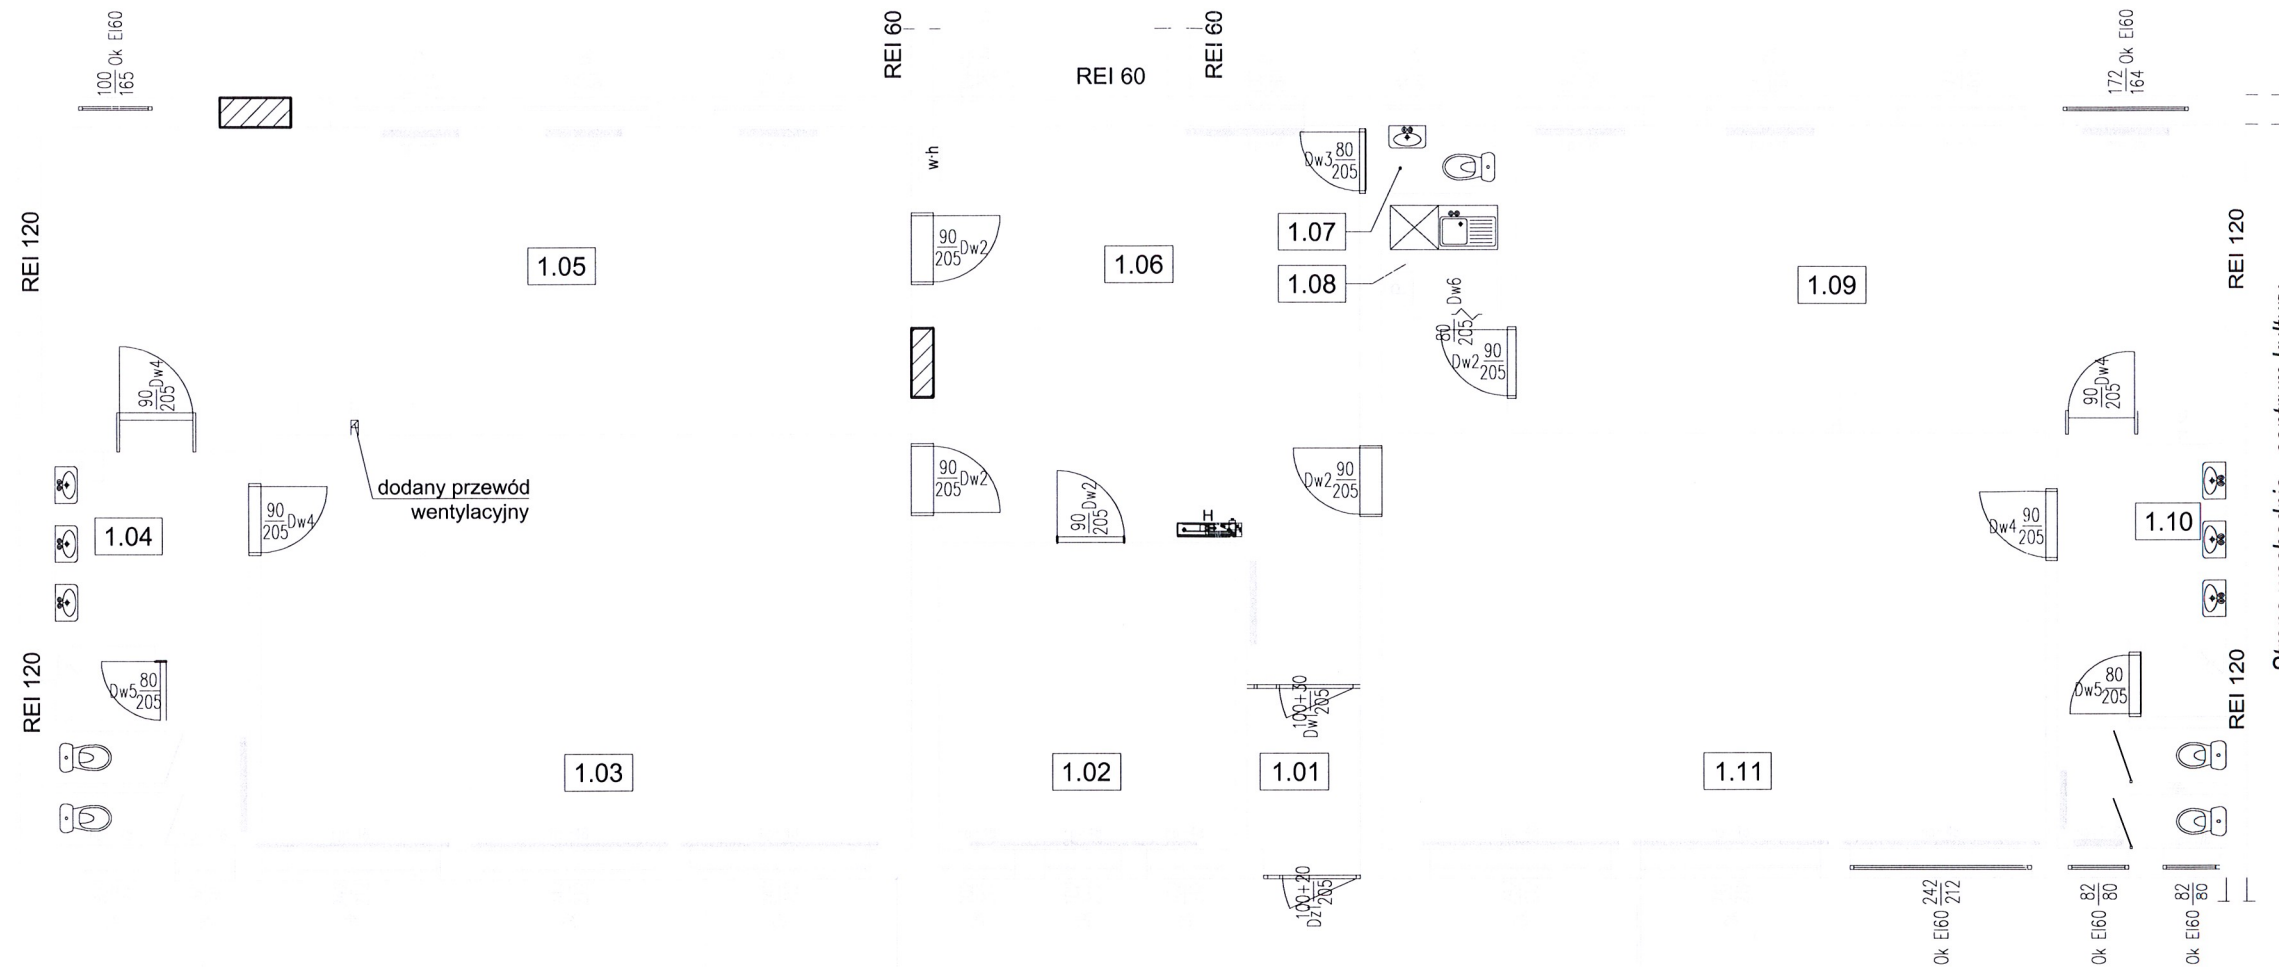 100
165
Ok EI60
REI 60
REI 60
REI 60
172
164
Ok EI60
w-h
Dw3
80
205
REI 120
1.05
90
205
Dw2
1.06
1.07
1.08
Dw6
80
205
1.09
REI 120
Dw2
90
205
90
205
Dw4
90
205
Dw4
dodany przewód
wentylacyjny
90
205
Dw2
90
205
Dw2
H
Dw2
90
205
1.04
90
205
Dw4
Dw4
90
205
1.10
REI 120
Dw5
80
205
100+30
205
Dw1
Dw5
80
205
REI 120
1.03
1.02
1.01
1.11
100+20
205
Dz1
Ok EI60
242
212
Ok EI60
82
80
Ok EI60
82
80